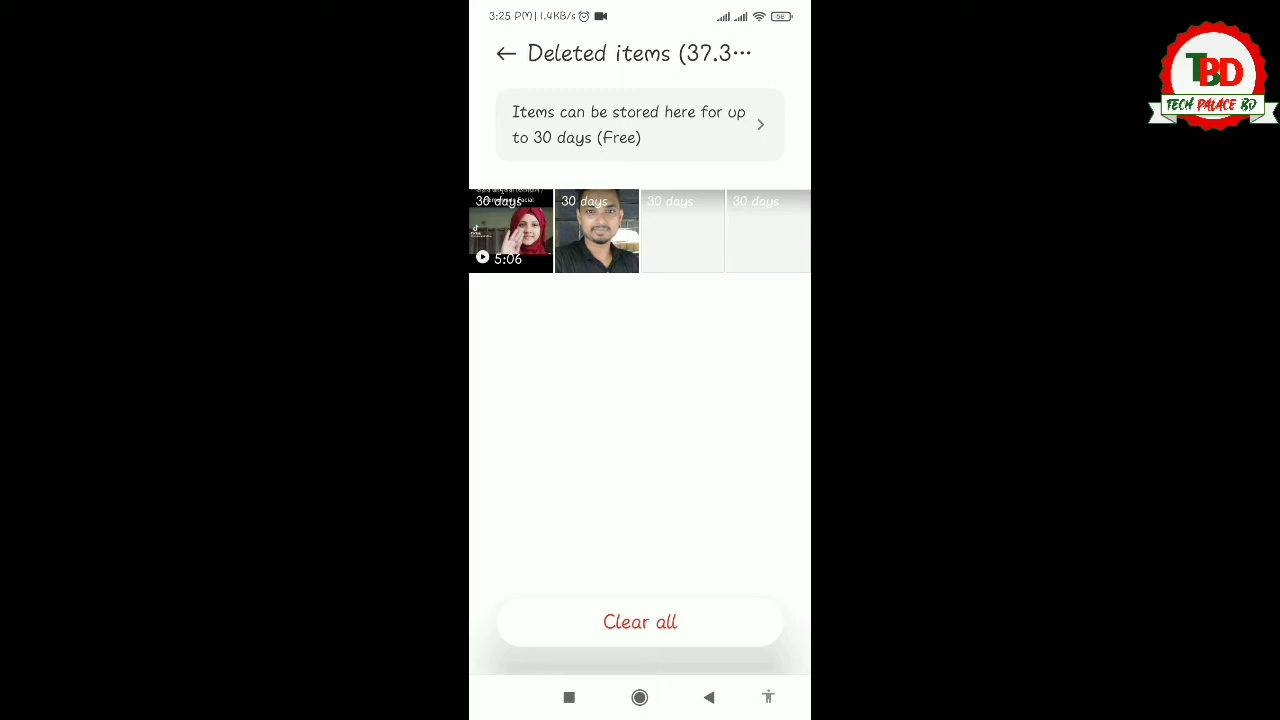 3:25 PM | 1.4KB/s
58
Deleted items (37.3···
Items can be stored here for up
to 30 days (Free)
30 days
30 days
30 days
30 days
5:06
Clear all
TBD
TECH PALACE BD